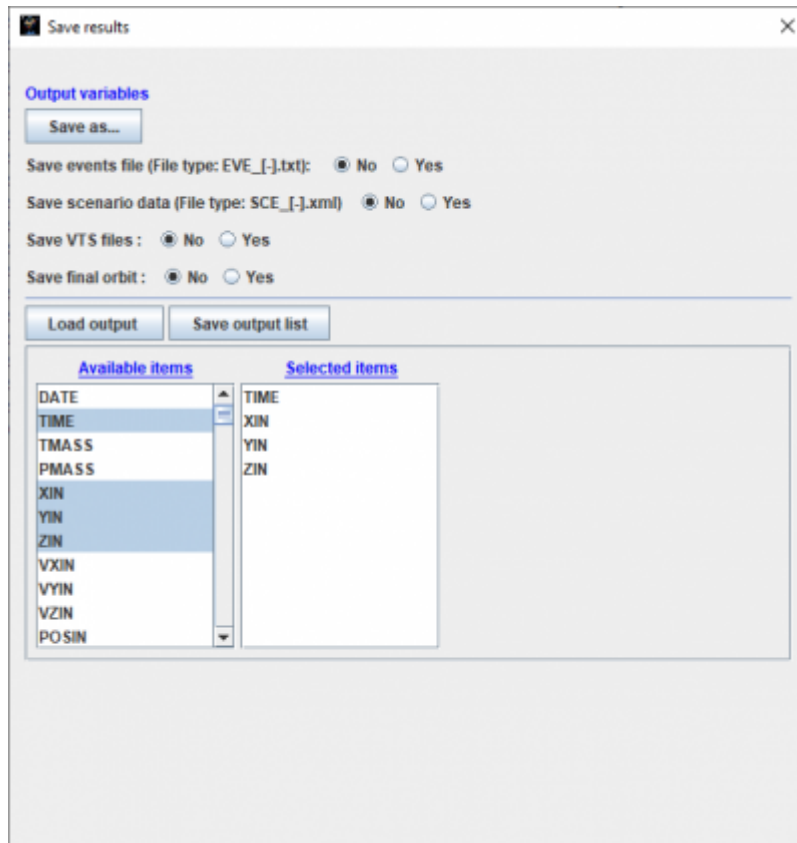 Save results
Output variables
Save as...
Save events file (File type: EVE_[-].txt): No Yes
Save scenario data (File type: SCE_[-].xml) No Yes
Save VTS files : No Yes
Save final orbit : No Yes
Load output Save output list
Available items Selected items
DATE TIME
TIME XIN
TMASS YIN
PMASS ZIN
XIN
YIN
ZIN
VXIN
VYIN
VZIN
POSIN